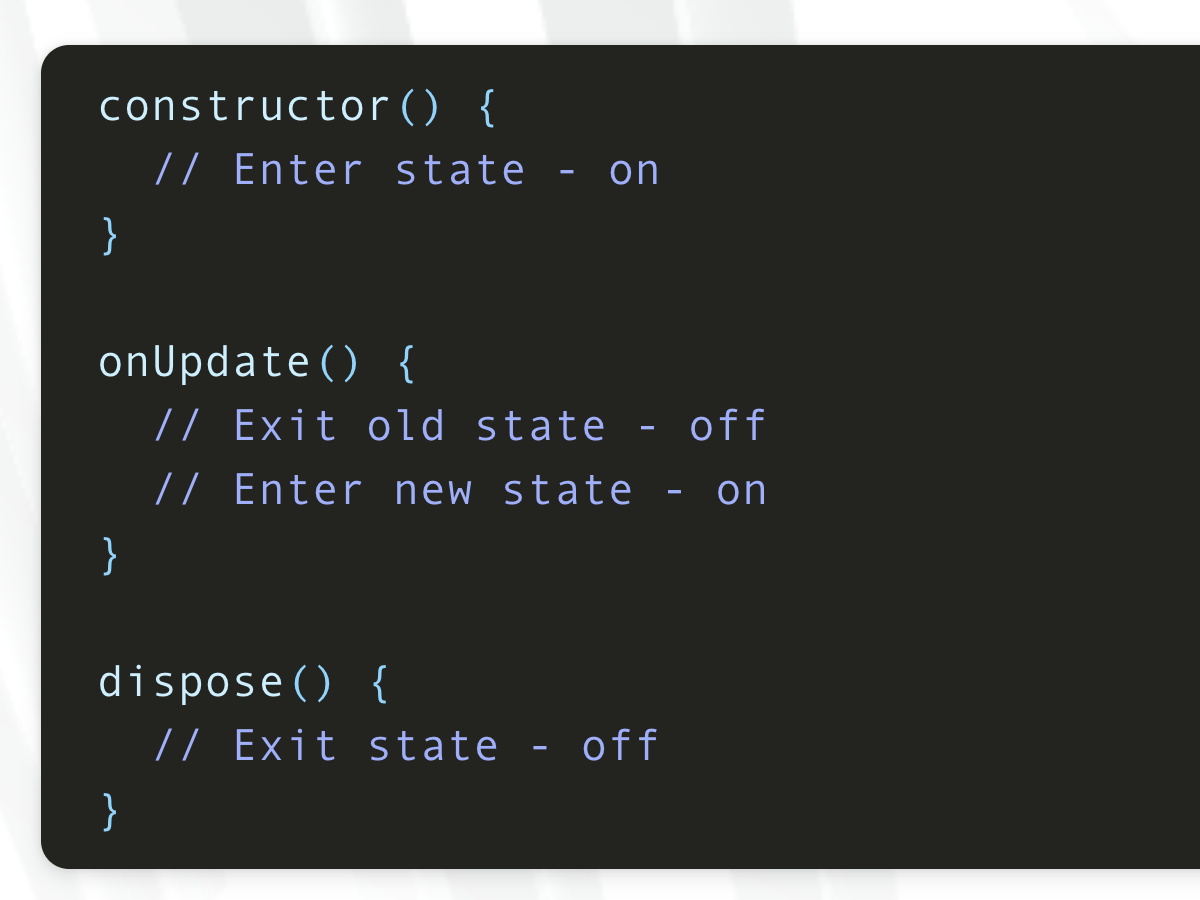 constructor() {
  // Enter state - on
}

onUpdate() {
  // Exit old state - off
  // Enter new state - on
}

dispose() {
  // Exit state - off
}